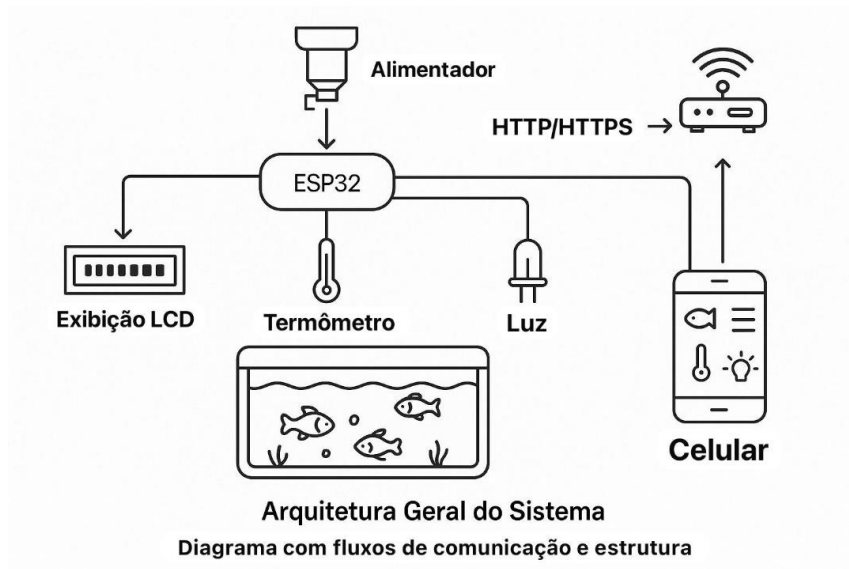 Alimentador
HTTP/HTTPS
ESP32
Exibição LCD
Termômetro
Luz
Celular
Arquitetura Geral do Sistema
Diagrama com fluxos de comunicação e estrutura